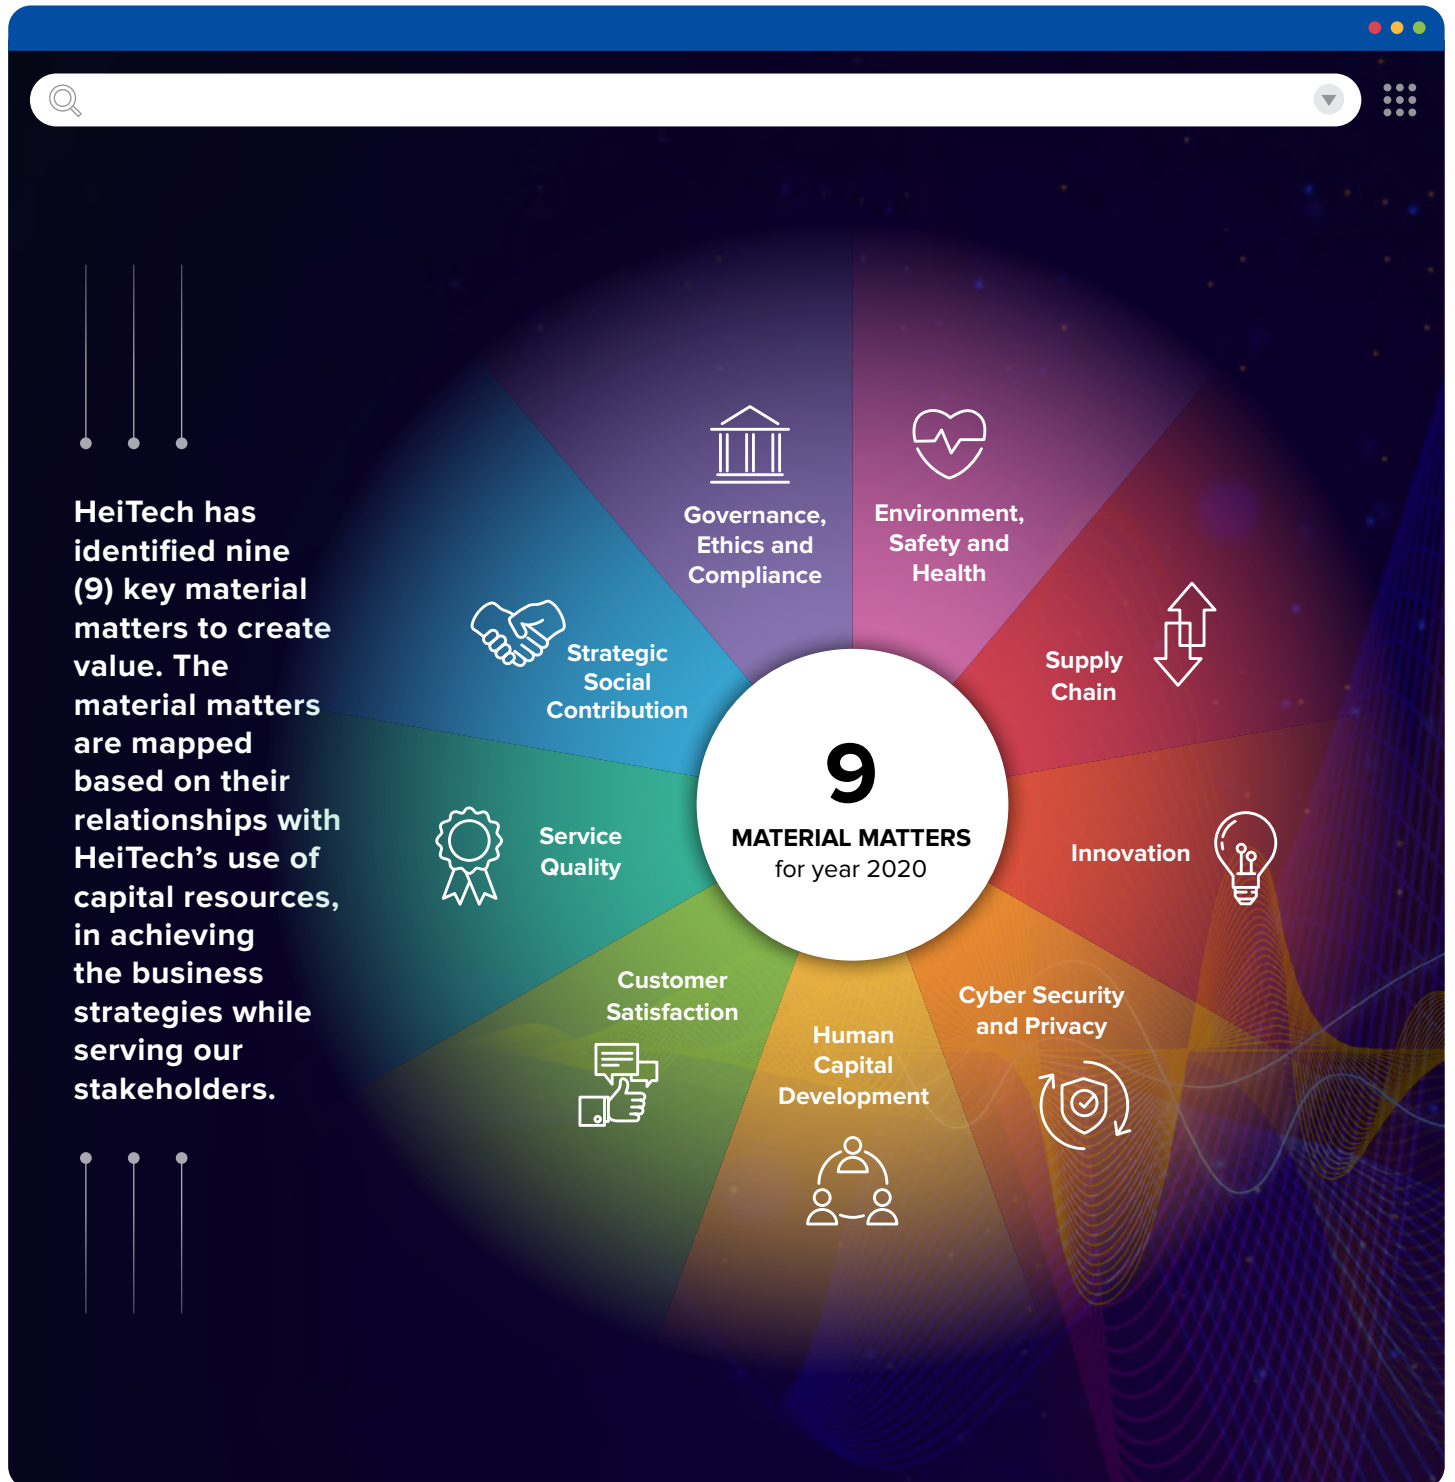 HeiTech has
identified nine
(9) key material
matters to create
value. The
material matters
are mapped
based on their
relationships with
HeiTech’s use of
capital resources,
in achieving
the business
strategies while
serving our
stakeholders.
Governance,
Ethics and
Compliance
Environment,
Safety and
Health
Supply
Chain
Innovation
Cyber Security
and Privacy
Human
Capital
Development
Customer
Satisfaction
Service
Quality
Strategic
Social
Contribution
9
MATERIAL MATTERS
for year 2020